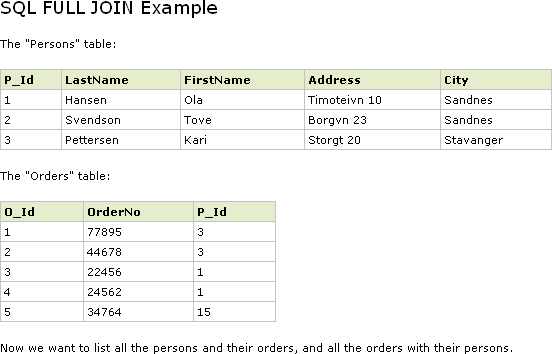 SQL FULL JOIN Example
The "Persons" table:
P_Id LastName FirstName Address City
1 Hansen Ola Timoteivn 10 Sandnes
2 Svendson Tove Borgvn 23 Sandnes
3 Pettersen Kari Storgt 20 Stavanger
The "Orders" table:
O_Id OrderNo P_Id
1 77895 3
2 44678 3
3 22456 1
4 24562 1
5 34764 15
Now we want to list all the persons and their orders, and all the orders with their persons.